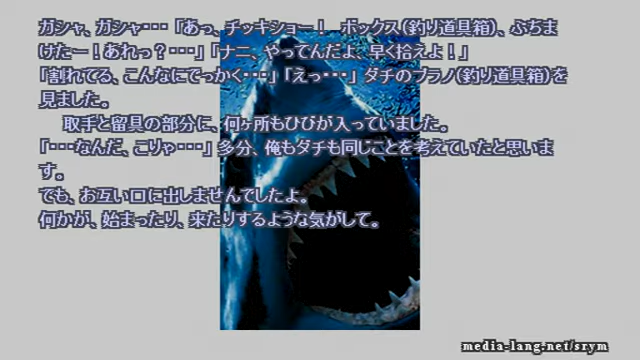 ガシャ、ガシャ・・・ 「あっ、チッキショー！　ボックス（釣り道具箱）、ぶちま
けたー！あれっ？・・・」 「ナニ、やってんだよ、早く拾えよ！」
「割れてる、こんなにでっかく・・・」 「えっ・・・」 ダチのプラノ（釣り道具箱）を
見ました。
　取手と留具の部分に、何ヶ所もひびが入っていました。
「・・・なんだ、こりゃ・・・」 多分、俺もダチも同じことを考えていたと思いま
す。
でも、お互い口に出しませんでしたよ。
何かが、始まったり、来たりするような気がして。
media-lang.net/srym